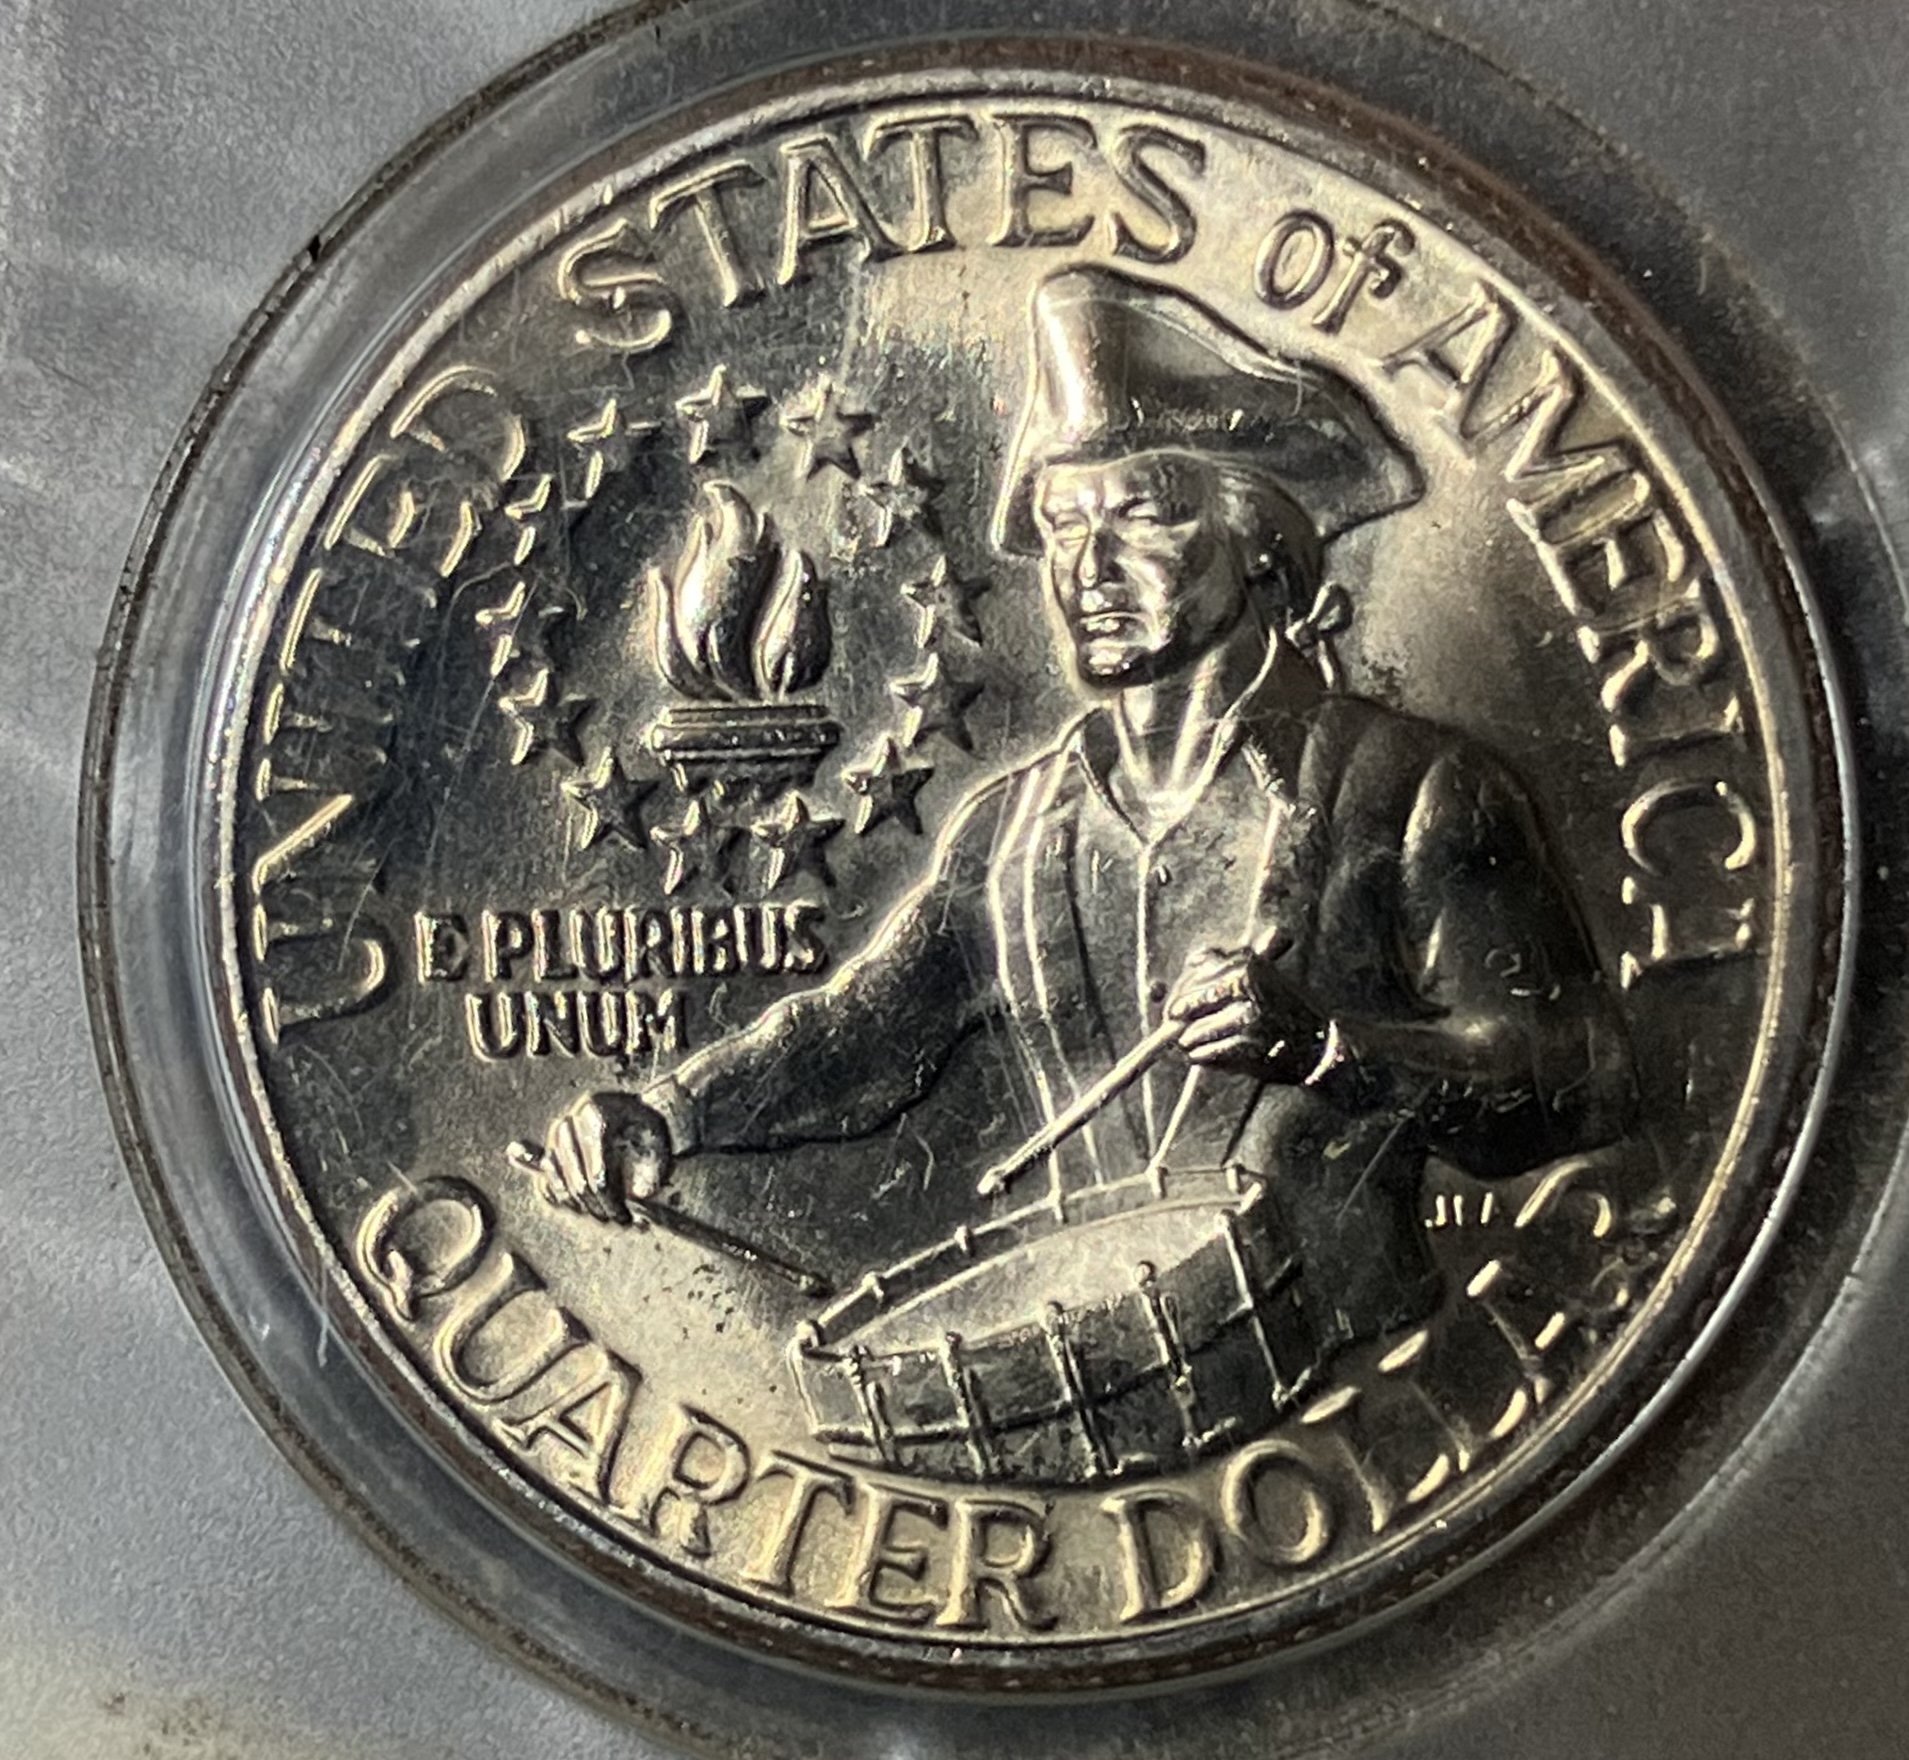 UNITED STATES of AMERICA
E PLURIBUS
UNUM
QUARTER DOLLAR